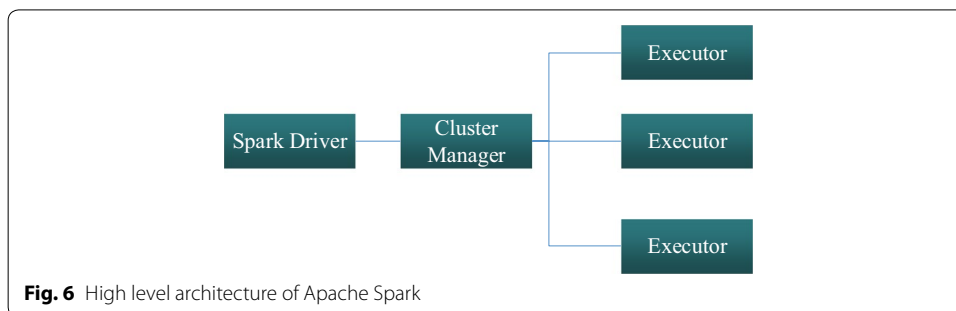 Executor
Spark Driver
Cluster
Manager
Executor
Executor
Fig. 6 High level architecture of Apache Spark